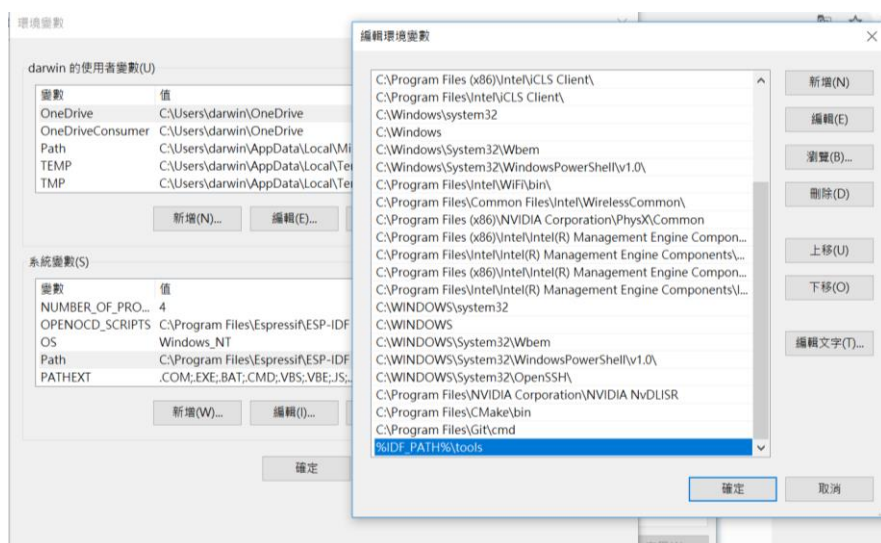 環境變數
darwin 的使用者變數(U)
變數 值
OneDrive C:\Users\darwin\OneDrive
OneDriveConsumer C:\Users\darwin\OneDrive
Path C:\Users\darwin\AppData\Local\Mi
TEMP C:\Users\darwin\AppData\Local\Te
TMP C:\Users\darwin\AppData\Local\Te
新增(N)... 編輯(E)...
系統變數(S)
變數 值
NUMBER_OF_PRO... 4
OPENOCD_SCRIPTS C:\Program Files\Espressif\ESP-IDF
OS Windows_NT
Path C:\Program Files\Espressif\ESP-IDF
PATHEXT .COM;.EXE;.BAT;.CMD;.VBS;.VBE;.JS;.
新增(W)... 編輯(I)...
確定
編輯環境變數
C:\Program Files (x86)\Intel\iCLS Client\
C:\Program Files\Intel\iCLS Client\
C:\Windows\system32
C:\Windows
C:\Windows\System32\Wbem
C:\Windows\System32\WindowsPowerShell\v1.0\
C:\Program Files\Intel\WiFi\bin\
C:\Program Files\Common Files\Intel\WirelessCommon\
C:\Program Files (x86)\NVIDIA Corporation\PhysX\Common
C:\Program Files (x86)\Intel\Intel(R) Management Engine Compon...
C:\Program Files\Intel\Intel(R) Management Engine Components\...
C:\Program Files (x86)\Intel\Intel(R) Management Engine Compon...
C:\Program Files\Intel\Intel(R) Management Engine Components\I...
C:\WINDOWS\system32
C:\WINDOWS
C:\WINDOWS\System32\Wbem
C:\WINDOWS\System32\WindowsPowerShell\v1.0\
C:\WINDOWS\System32\OpenSSH\
C:\Program Files\NVIDIA Corporation\NVIDIA NvDLISR
C:\Program Files\CMake\bin
C:\Program Files\Git\cmd
%IDF_PATH%\tools
新增(N)
編輯(E)
瀏覽(B)...
刪除(D)
上移(U)
下移(O)
編輯文字(T)...
確定 取消